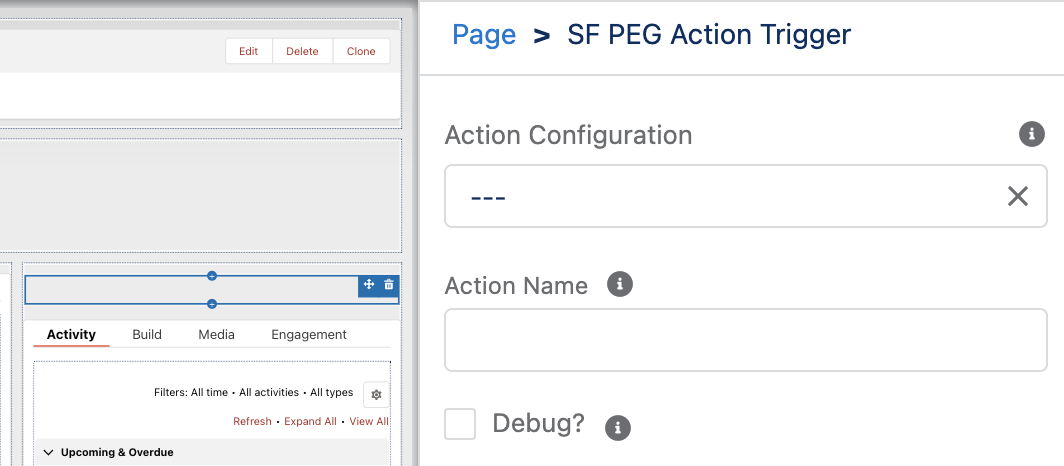 Edit Delete Clone
Activity Build Media Engagement
Filters: All time • All activities • All types
Refresh • Expand All • View All
Upcoming & Overdue
Page > SF PEG Action Trigger
Action Configuration
---
Action Name
Debug?